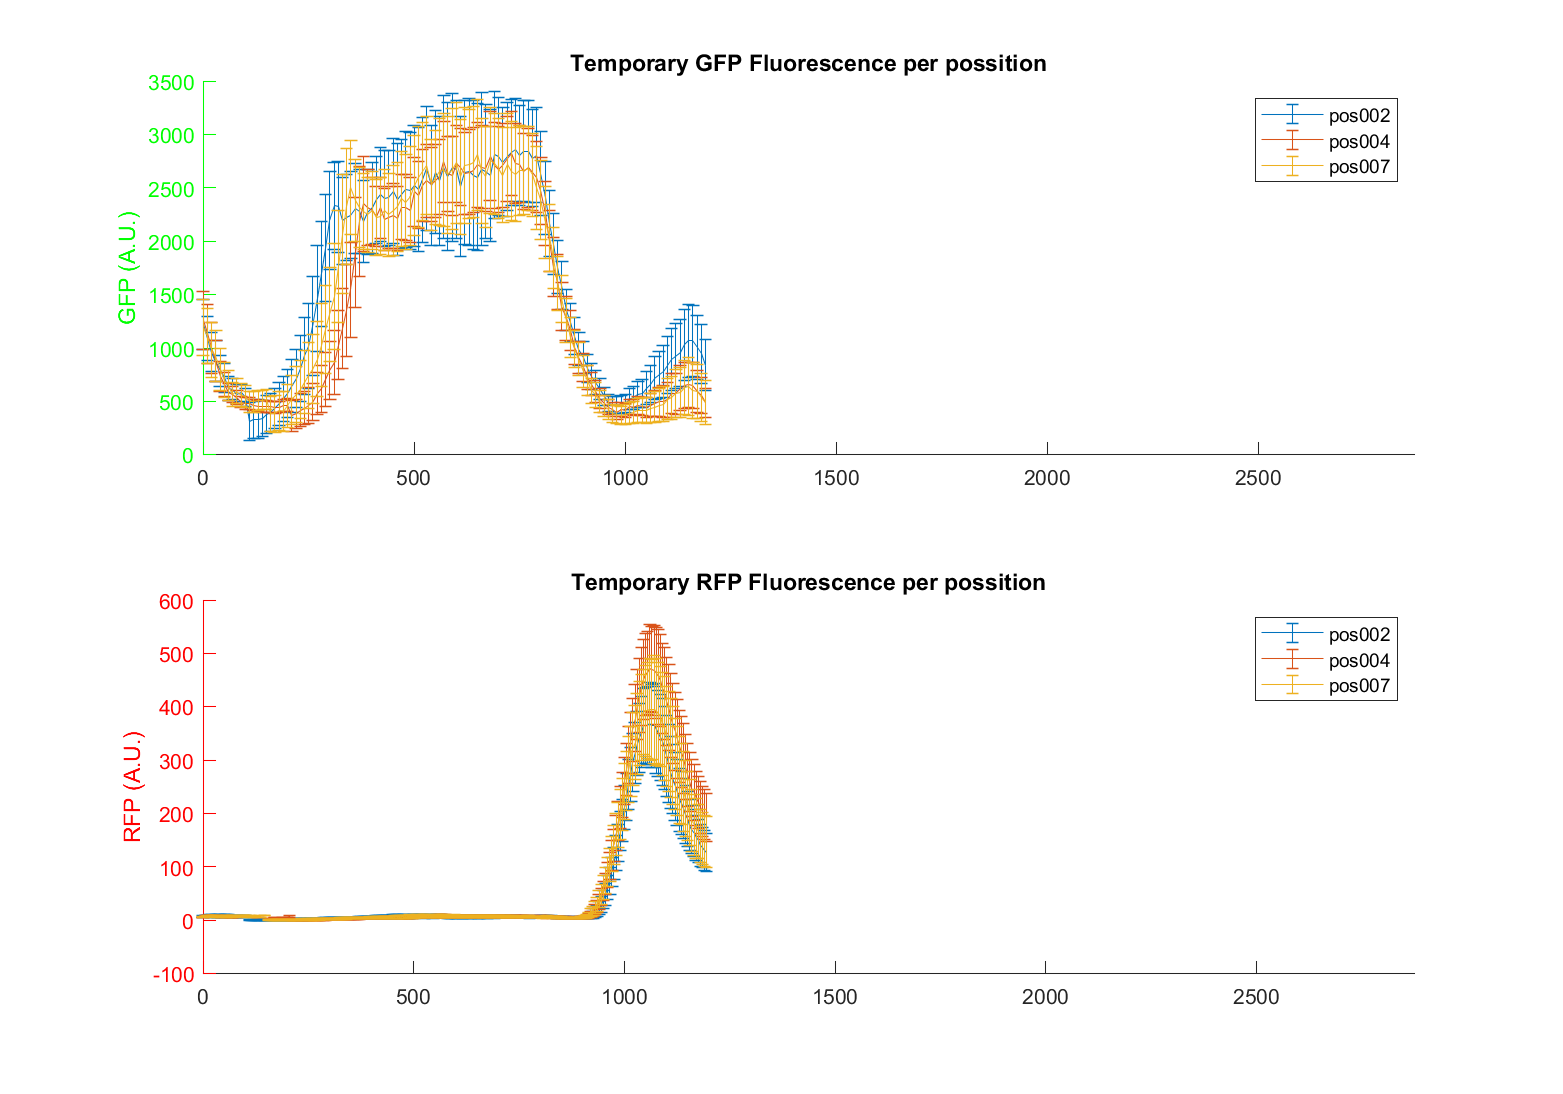 Temporary GFP Fluorescence per possition
GFP (A.U.)
3500
3000
2500
2000
1500
1000
500
0
0 500 1000 1500 2000 2500
pos002
pos004
pos007
Temporary RFP Fluorescence per possition
RFP (A.U.)
600
500
400
300
200
100
0
-100
0 500 1000 1500 2000 2500
pos002
pos004
pos007